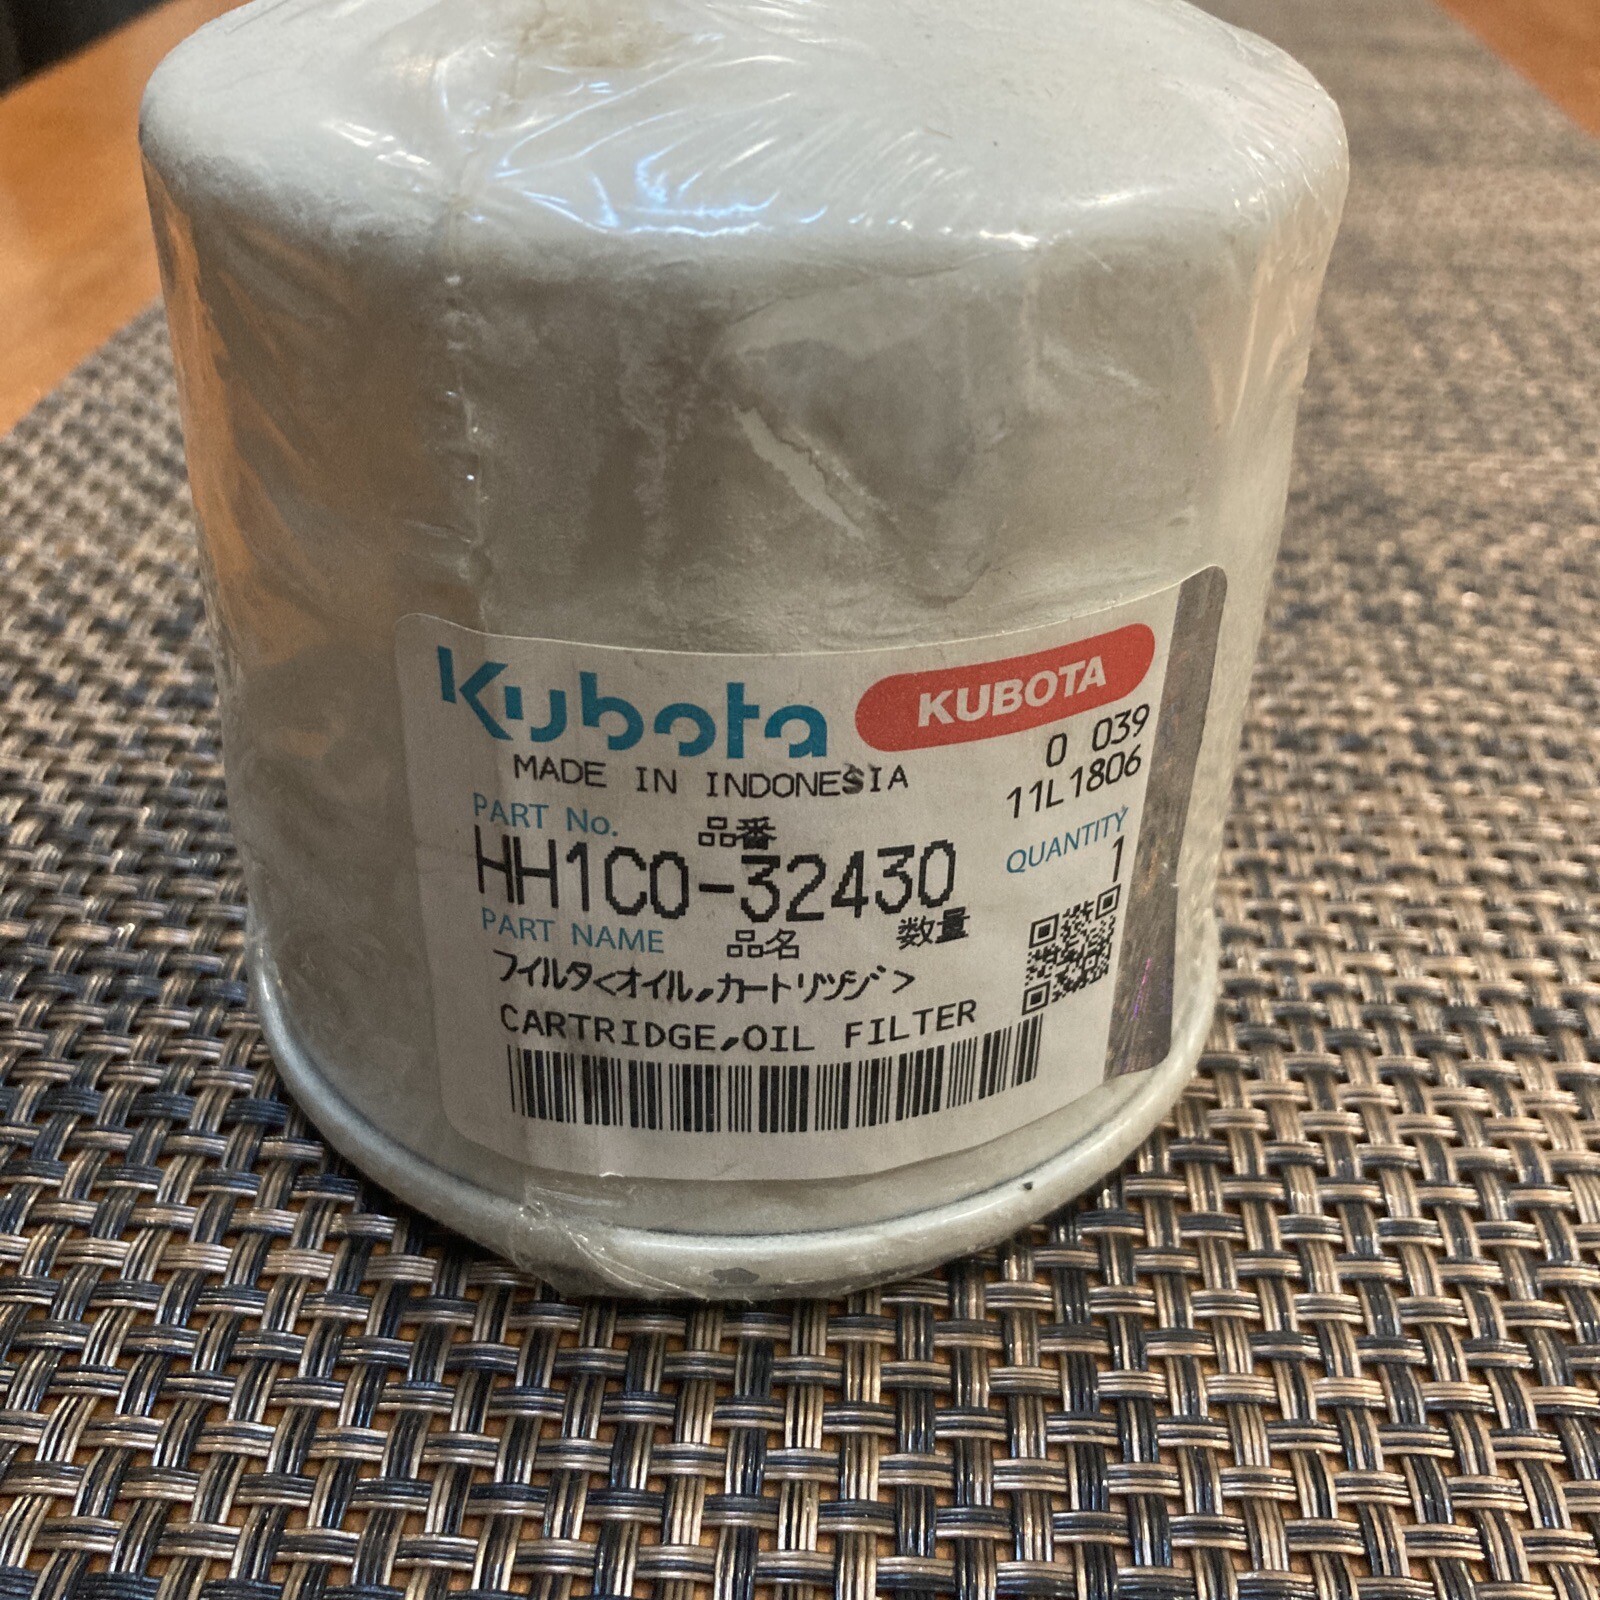 Kubota KUBOTA
MADE IN INDONESIA
0 039
11L1806
PART No. 品番
HH1C0-32430
QUANTITY
1
PART NAME 品名 数量
フィルタ<オイル,カートリッジ>
CARTRIDGE,OIL FILTER